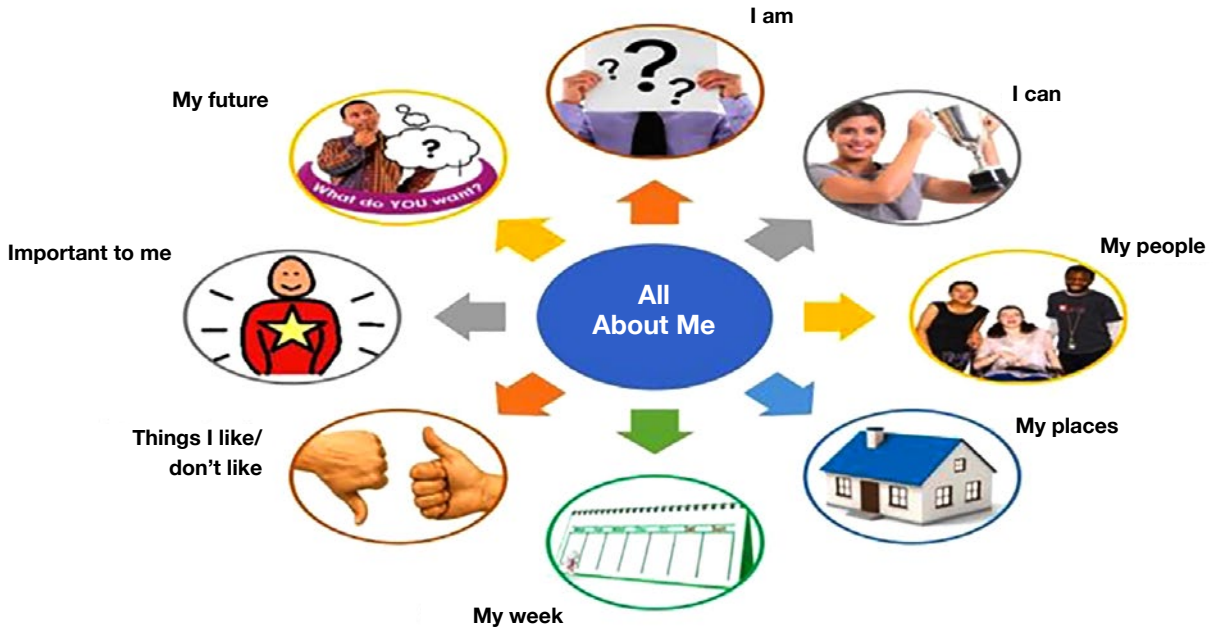 I am
My future
I can
? ? ?
?
What do YOU want?
Important to me
My people
All
About Me
Things I like/
don't like
My places
My week